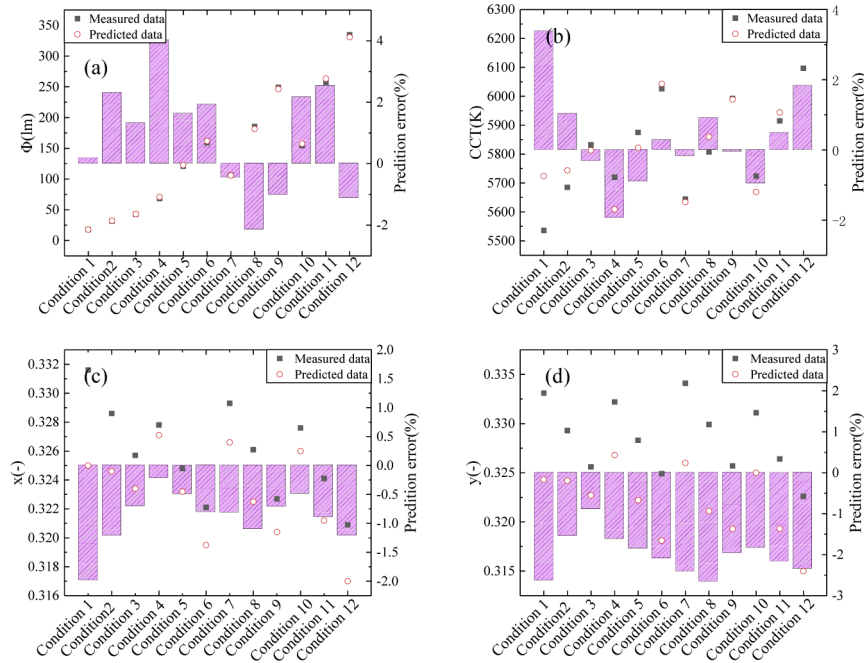 Measured data
Predicted data
(a)
350
300
250
200
150
100
50
0
Φ(lm)
4
2
0
-2
Predition error(%)
Condition 1
Condition2
Condition 3
Condition 4
Condition 5
Condition 6
Condition 7
Condition 8
Condition 9
Condition 10
Condition 11
Condition 12
Measured data
Predicted data
(b)
6300
6200
6100
6000
5900
5800
5700
5600
5500
CCT(K)
4
2
0
-2
Predition error(%)
Condition 1
Condition2
Condition 3
Condition 4
Condition 5
Condition 6
Condition 7
Condition 8
Condition 9
Condition 10
Condition 11
Condition 12
Measured data
Predicted data
(c)
0.332
0.330
0.328
0.326
0.324
0.322
0.320
0.318
0.316
x(-)
2.0
1.5
1.0
0.5
0.0
-0.5
-1.0
-1.5
-2.0
Predition error(%)
Condition 1
Condition2
Condition 3
Condition 4
Condition 5
Condition 6
Condition 7
Condition 8
Condition 9
Condition 10
Condition 11
Condition 12
Measured data
Predicted data
(d)
0.335
0.330
0.325
0.320
0.315
y(-)
3
2
1
0
-1
-2
-3
Predition error(%)
Condition 1
Condition2
Condition 3
Condition 4
Condition 5
Condition 6
Condition 7
Condition 8
Condition 9
Condition 10
Condition 11
Condition 12